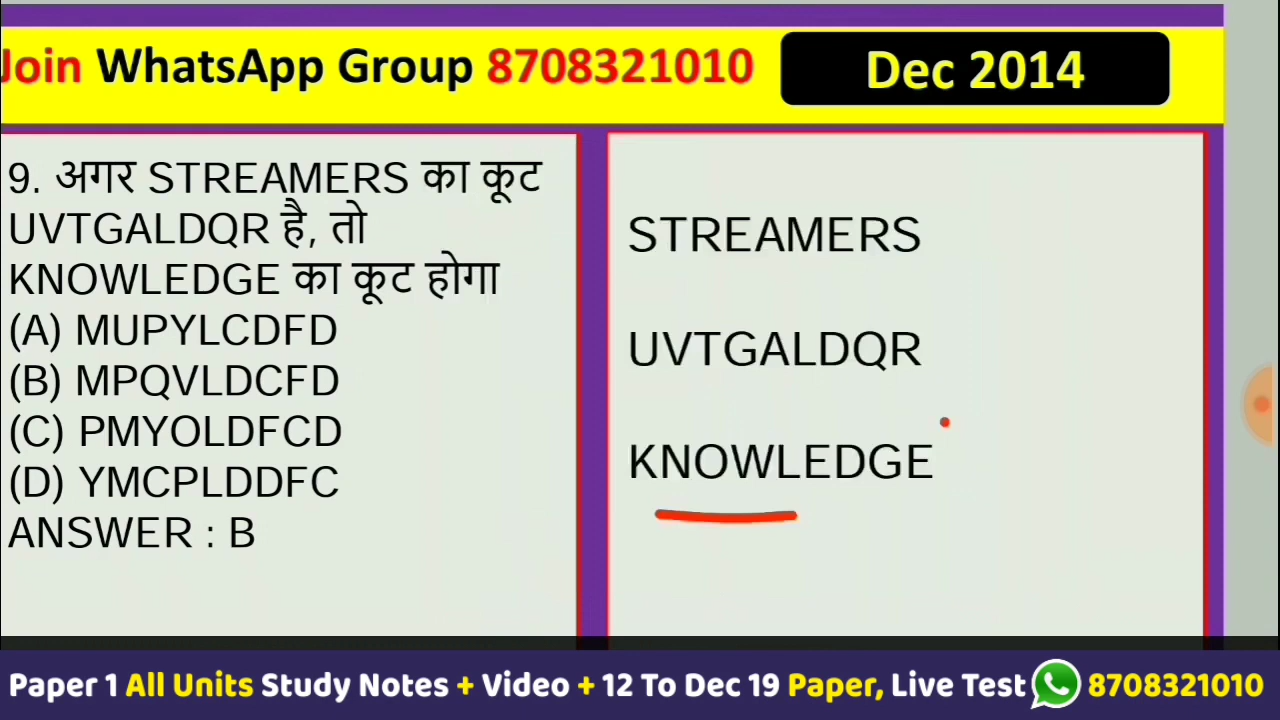 Join WhatsApp Group 8708321010
Dec 2014
9. अगर STREAMERS का कूट
UVTGALDQR है, तो
KNOWLEDGE का कूट होगा
(A) MUPYLCDFD
(B) MPQVLDCFD
(C) PMYOLDFCD
(D) YMCPLDDFC
ANSWER : B
STREAMERS
UVTGALDQR
KNOWLEDGE
Paper 1 All Units Study Notes + Video + 12 To Dec 19 Paper, Live Test 8708321010